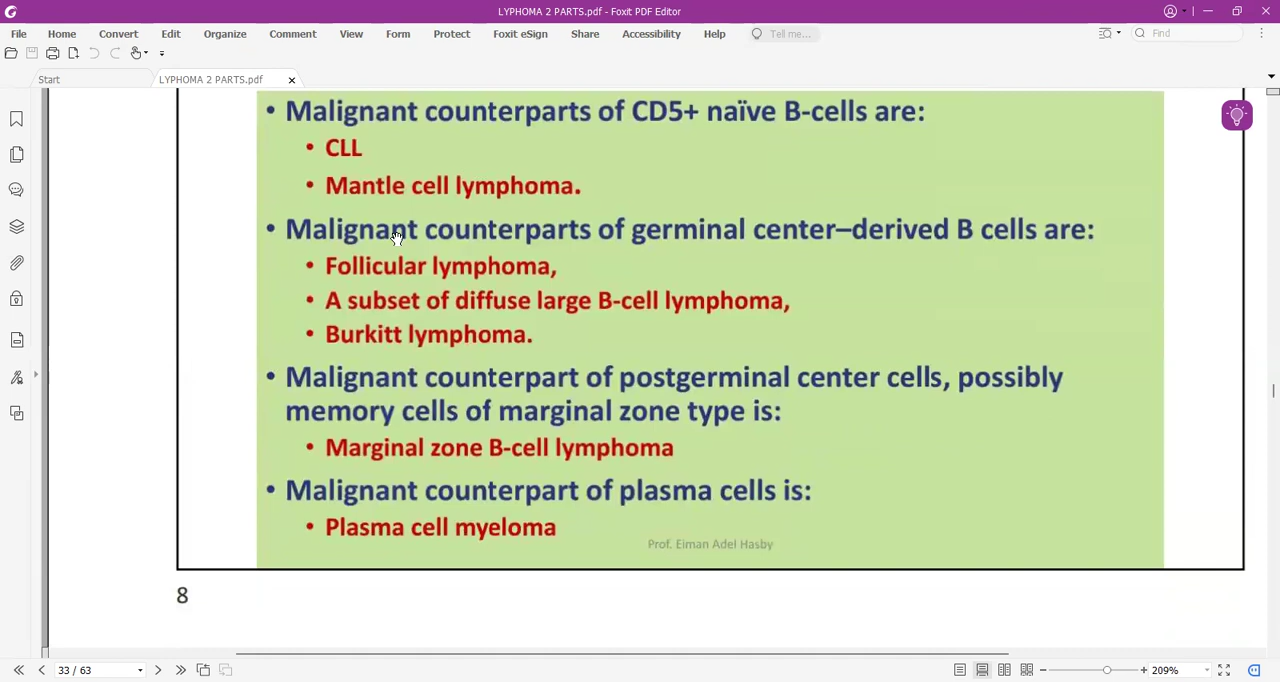 LYPHOMA 2 PARTS.pdf - Foxit PDF Editor
File Home Convert Edit Organize Comment View Form Protect Foxit eSign Share Accessibility Help Tell me... Find
Start LYPHOMA 2 PARTS.pdf
• Malignant counterparts of CD5+ naïve B-cells are:
• CLL
• Mantle cell lymphoma.
• Malignant counterparts of germinal center–derived B cells are:
• Follicular lymphoma,
• A subset of diffuse large B-cell lymphoma,
• Burkitt lymphoma.
• Malignant counterpart of postgerminal center cells, possibly
memory cells of marginal zone type is:
• Marginal zone B-cell lymphoma
• Malignant counterpart of plasma cells is:
• Plasma cell myeloma
Prof. Eiman Adel Hasby
8
33 / 63 209%